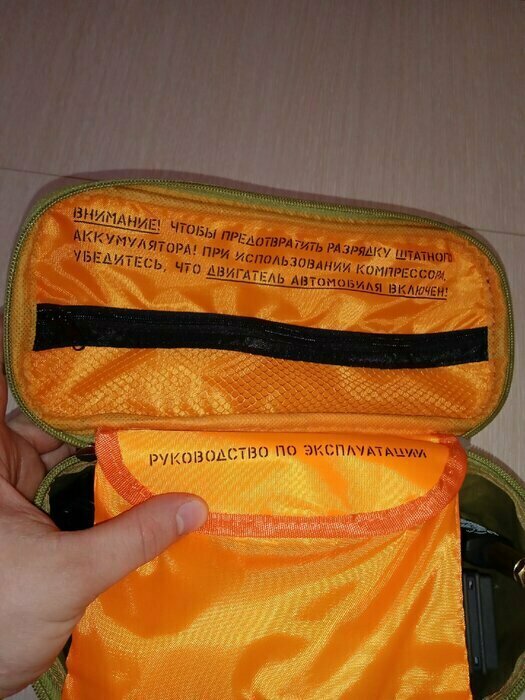 ВНИМАНИЕ! ЧТОБЫ ПРЕДОТВРАТИТЬ РАЗРЯДКУ ШТАТНОГО
АККУМУЛЯТОРА! ПРИ ИСПОЛЬЗОВАНИИ КОМПРЕССОРА,
УБЕДИТЕСЬ, ЧТО ДВИГАТЕЛЬ АВТОМОБИЛЯ ВКЛЮЧЕН!
РУКОВОДСТВО ПО ЭКСПЛУАТАЦИИ